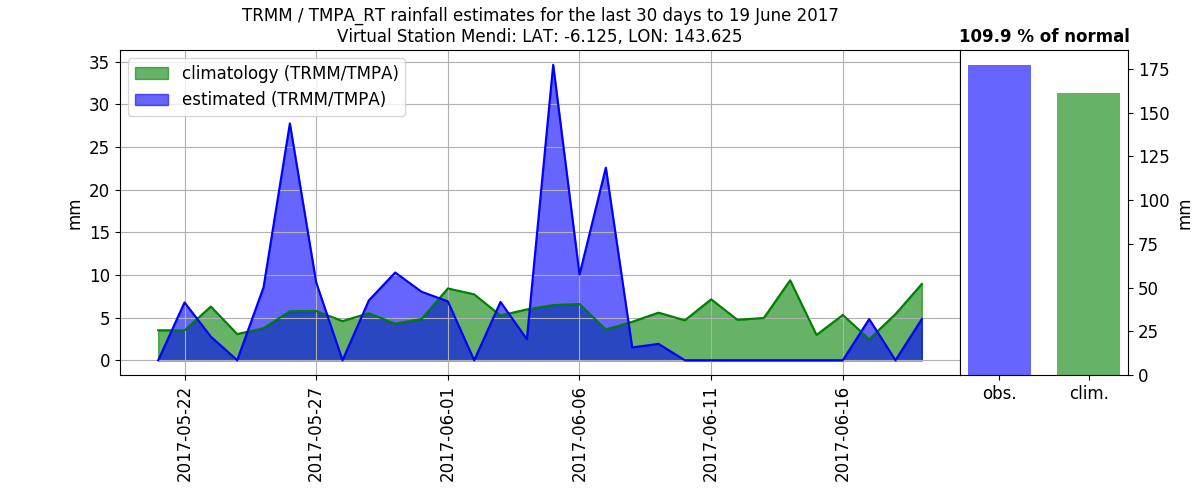 TRMM / TMPA_RT rainfall estimates for the last 30 days to 19 June 2017
Virtual Station Mendi: LAT: -6.125, LON: 143.625
109.9 % of normal
climatology (TRMM/TMPA)
estimated (TRMM/TMPA)
35
30
25
20
15
10
5
0
mm
2017-05-22
2017-05-27
2017-06-01
2017-06-06
2017-06-11
2017-06-16
175
150
125
100
75
50
25
0
mm
obs.
clim.